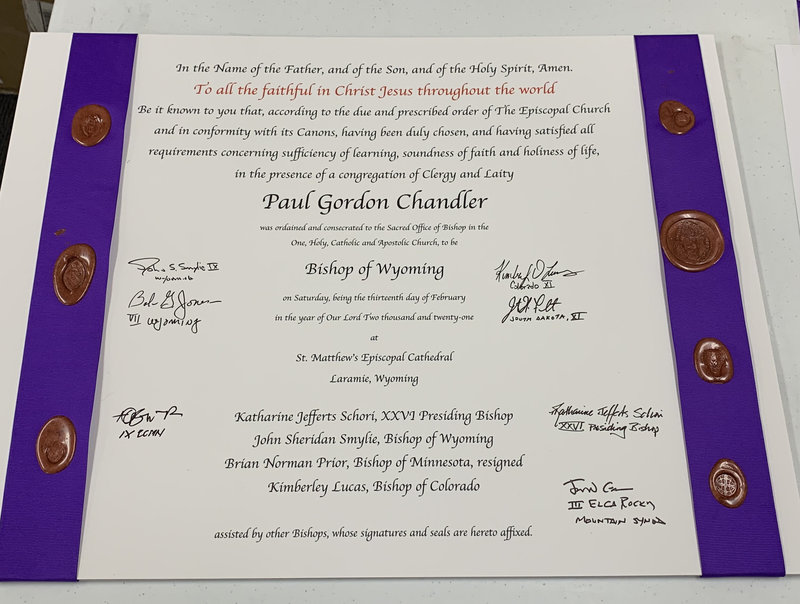 In the Name of the Father, and of the Son, and of the Holy Spirit, Amen.
To all the faithful in Christ Jesus throughout the world
Be it known to you that, according to the due and prescribed order of The Episcopal Church
and in conformity with its Canons, having been duly chosen, and having satisfied all
requirements concerning sufficiency of learning, soundness of faith and holiness of life,
in the presence of a congregation of Clergy and Laity
Paul Gordon Chandler
was ordained and consecrated to the Sacred Office of Bishop in the
One, Holy, Catholic and Apostolic Church, to be
Bishop of Wyoming
on Saturday, being the thirteenth day of February
in the year of Our Lord Two thousand and twenty-one
at
St. Matthew's Episcopal Cathedral
Laramie, Wyoming
Katharine Jefferts Schori, XXVI Presiding Bishop
John Sheridan Smylie, Bishop of Wyoming
Brian Norman Prior, Bishop of Minnesota, resigned
Kimberley Lucas, Bishop of Colorado
assisted by other Bishops, whose signatures and seals are hereto affixed.
John S. Smylie IX
Wyoming
Bob G Jones
VII Wyoming
IX ECMN
Kimberly D Lucas
Colorado XI
SOUTH DAKOTA, XI
Katharine Jefferts Schori
XXVI Presiding Bishop
III ELCA ROCKY
MOUNTAIN SYNOD